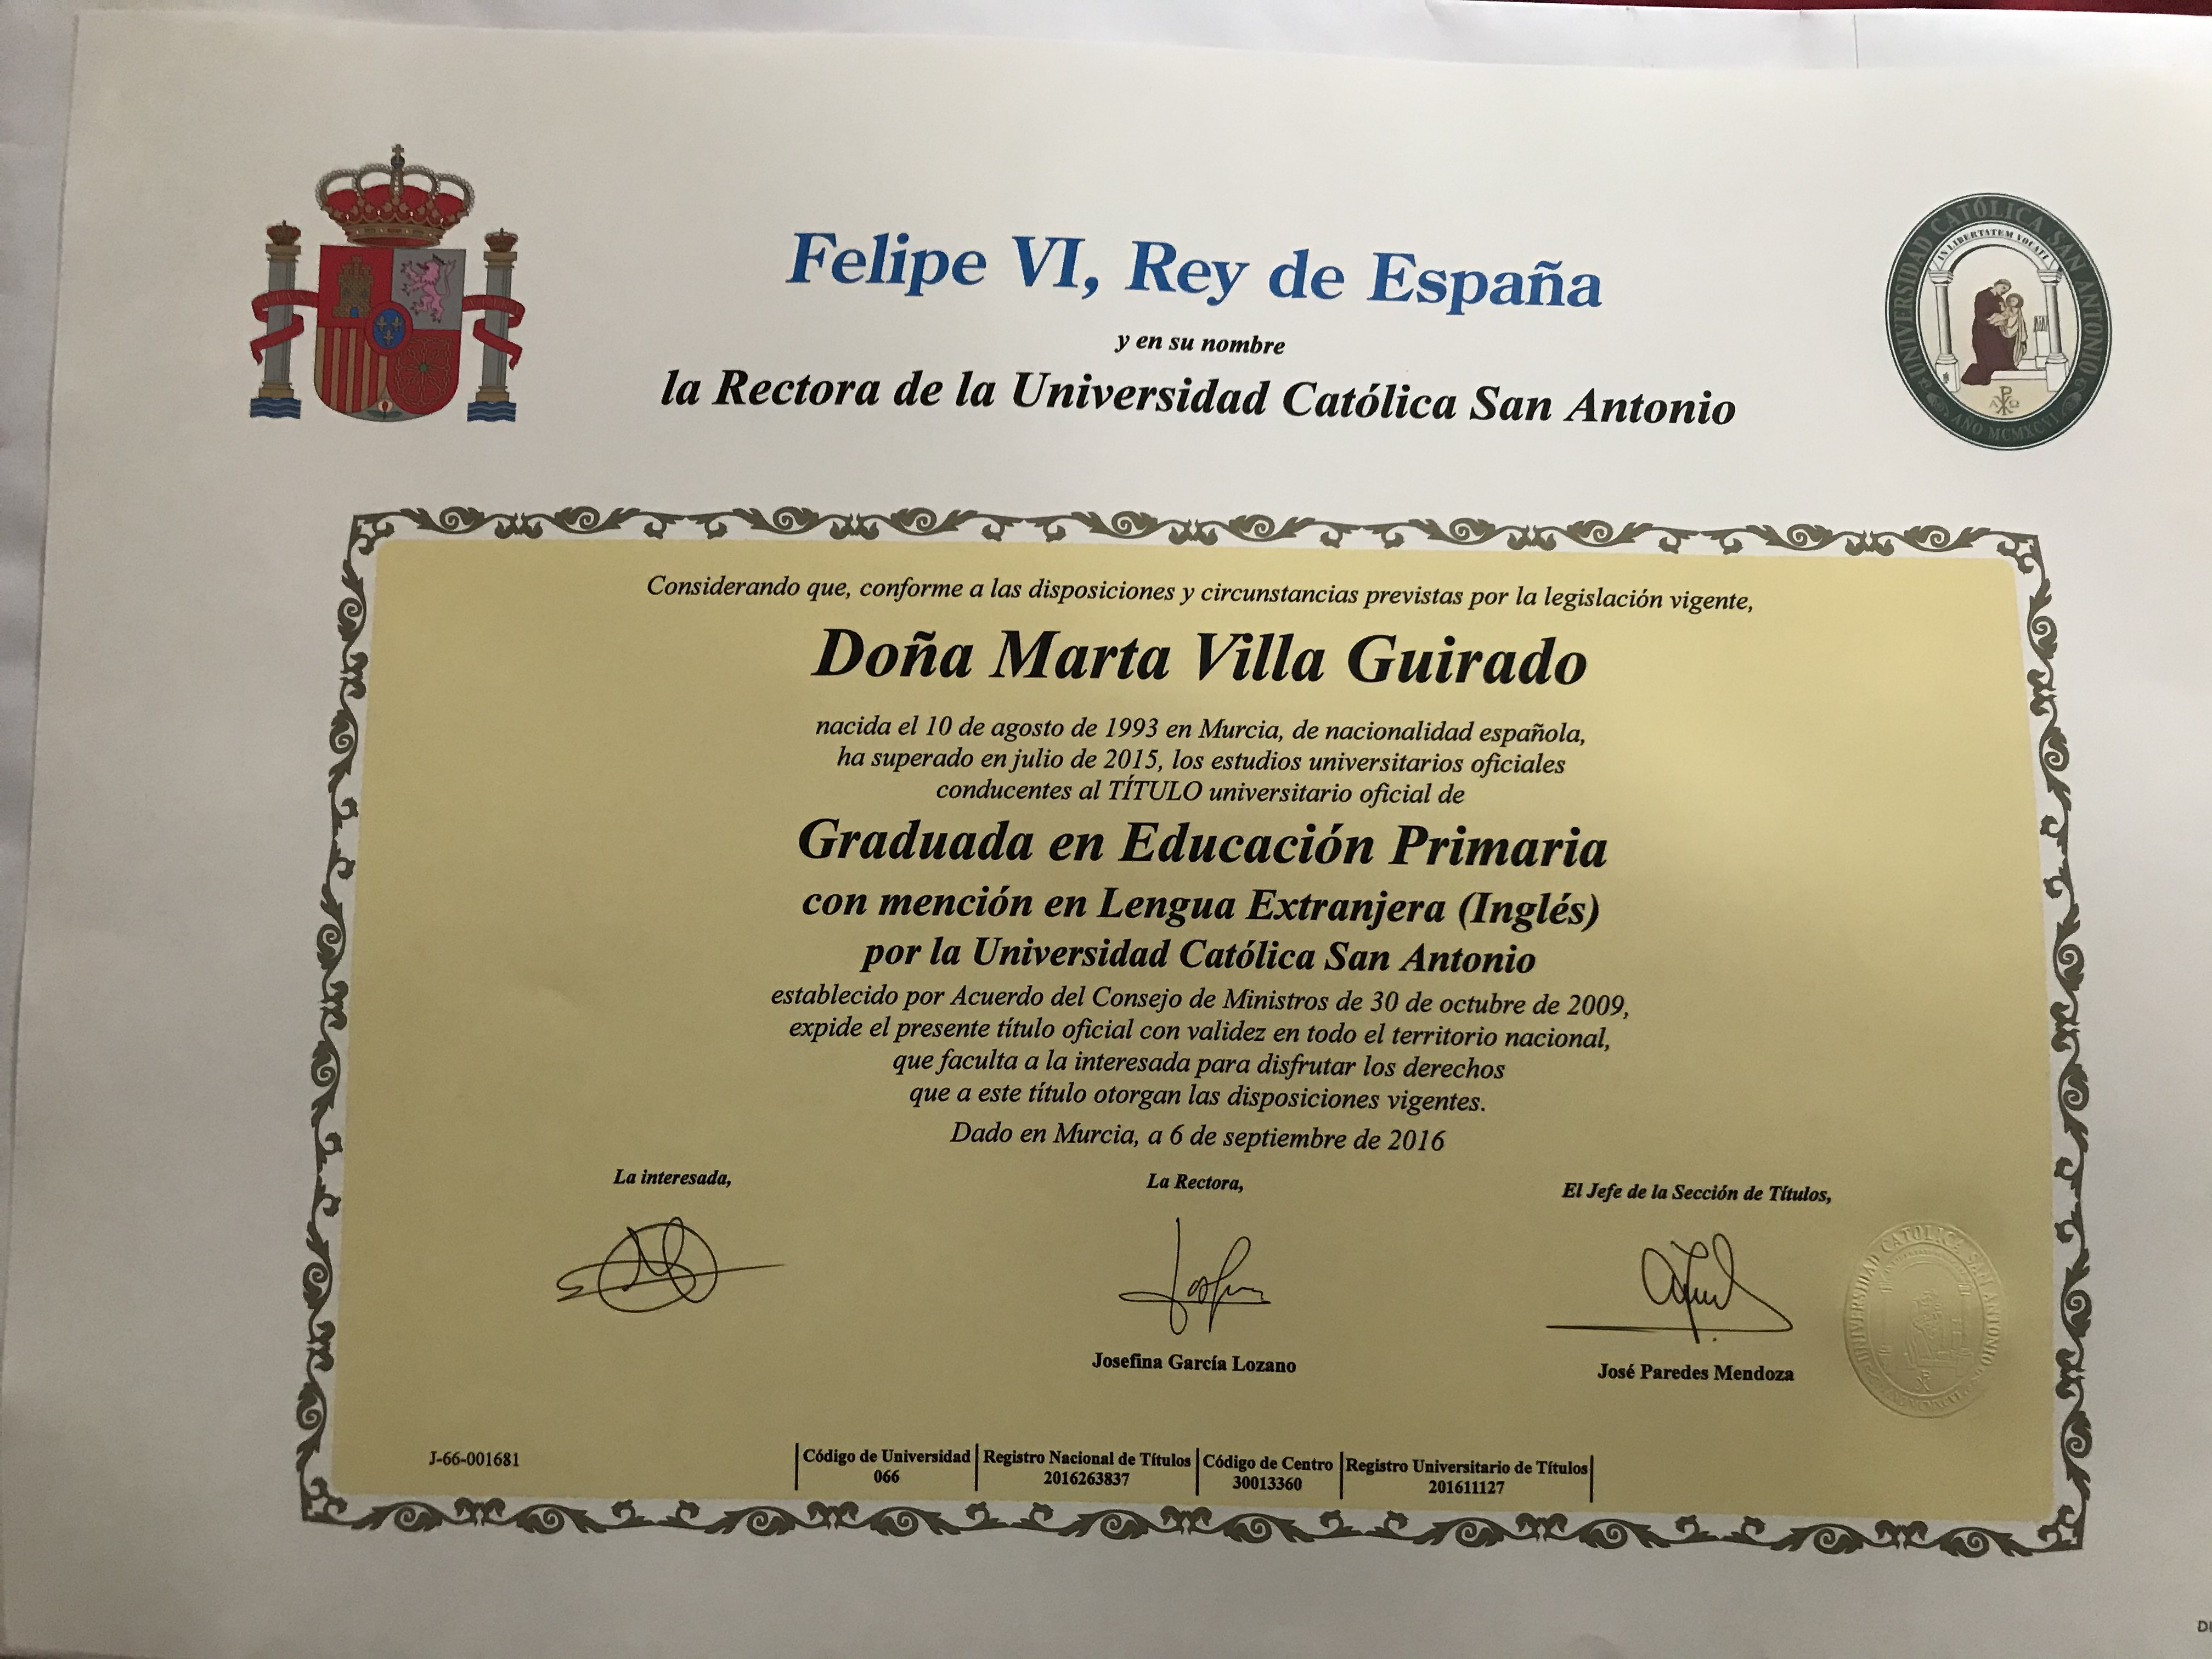 Felipe VI, Rey de España
y en su nombre
la Rectora de la Universidad Católica San Antonio
UNIVERSIDAD CATÓLICA SAN ANTONIO
IN LIBERTATEM VOCATI
AÑO MCMXCVI
Considerando que, conforme a las disposiciones y circunstancias previstas por la legislación vigente,
Doña Marta Villa Guirado
nacida el 10 de agosto de 1993 en Murcia, de nacionalidad española,
ha superado en julio de 2015, los estudios universitarios oficiales
conducentes al TÍTULO universitario oficial de
Graduada en Educación Primaria
con mención en Lengua Extranjera (Inglés)
por la Universidad Católica San Antonio
establecido por Acuerdo del Consejo de Ministros de 30 de octubre de 2009,
expide el presente título oficial con validez en todo el territorio nacional,
que faculta a la interesada para disfrutar los derechos
que a este título otorgan las disposiciones vigentes.
Dado en Murcia, a 6 de septiembre de 2016
La interesada,
La Rectora,
El Jefe de la Sección de Títulos,
Josefina García Lozano
José Paredes Mendoza
UNIVERSIDAD CATOLICA SAN ANTONIO
J-66-001681
Código de Universidad
066
Registro Nacional de Títulos
2016263837
Código de Centro
30013360
Registro Universitario de Títulos
201611127